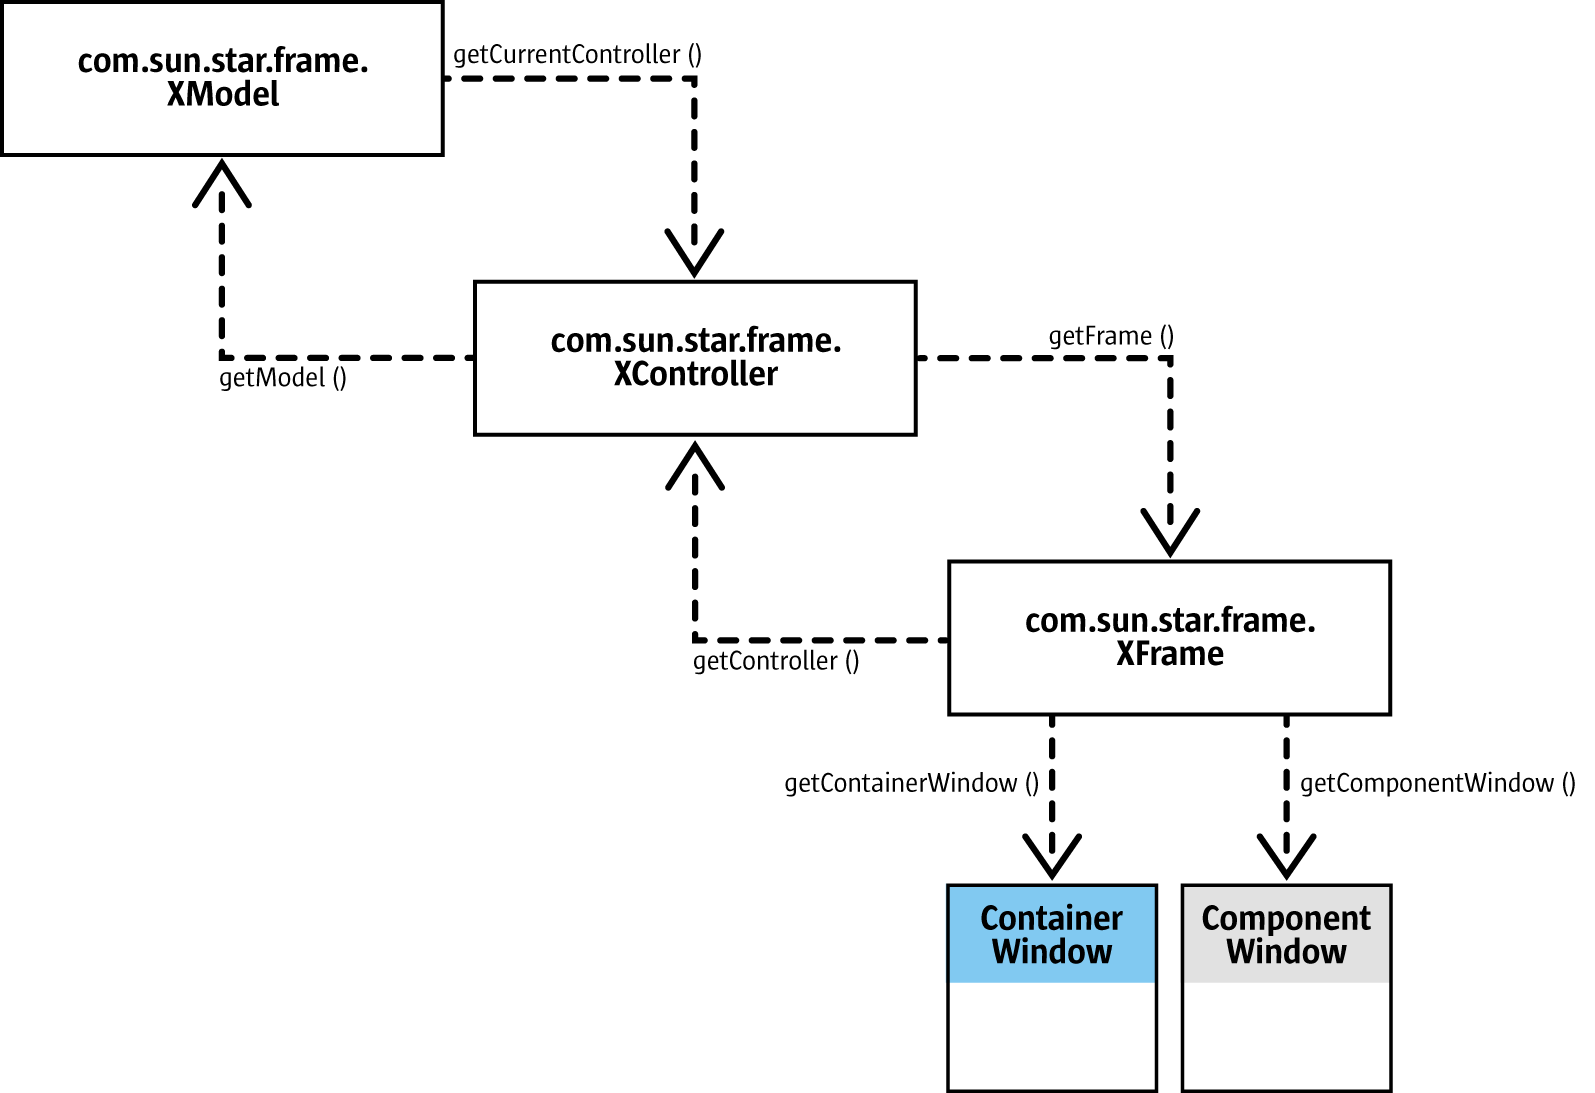 com.sun.star.frame.
XModel
getCurrentController ()
com.sun.star.frame.
XController
getFrame ()
getModel ()
com.sun.star.frame.
XFrame
getController ()
getContainerWindow ()
getComponentWindow ()
Container
Window
Component
Window